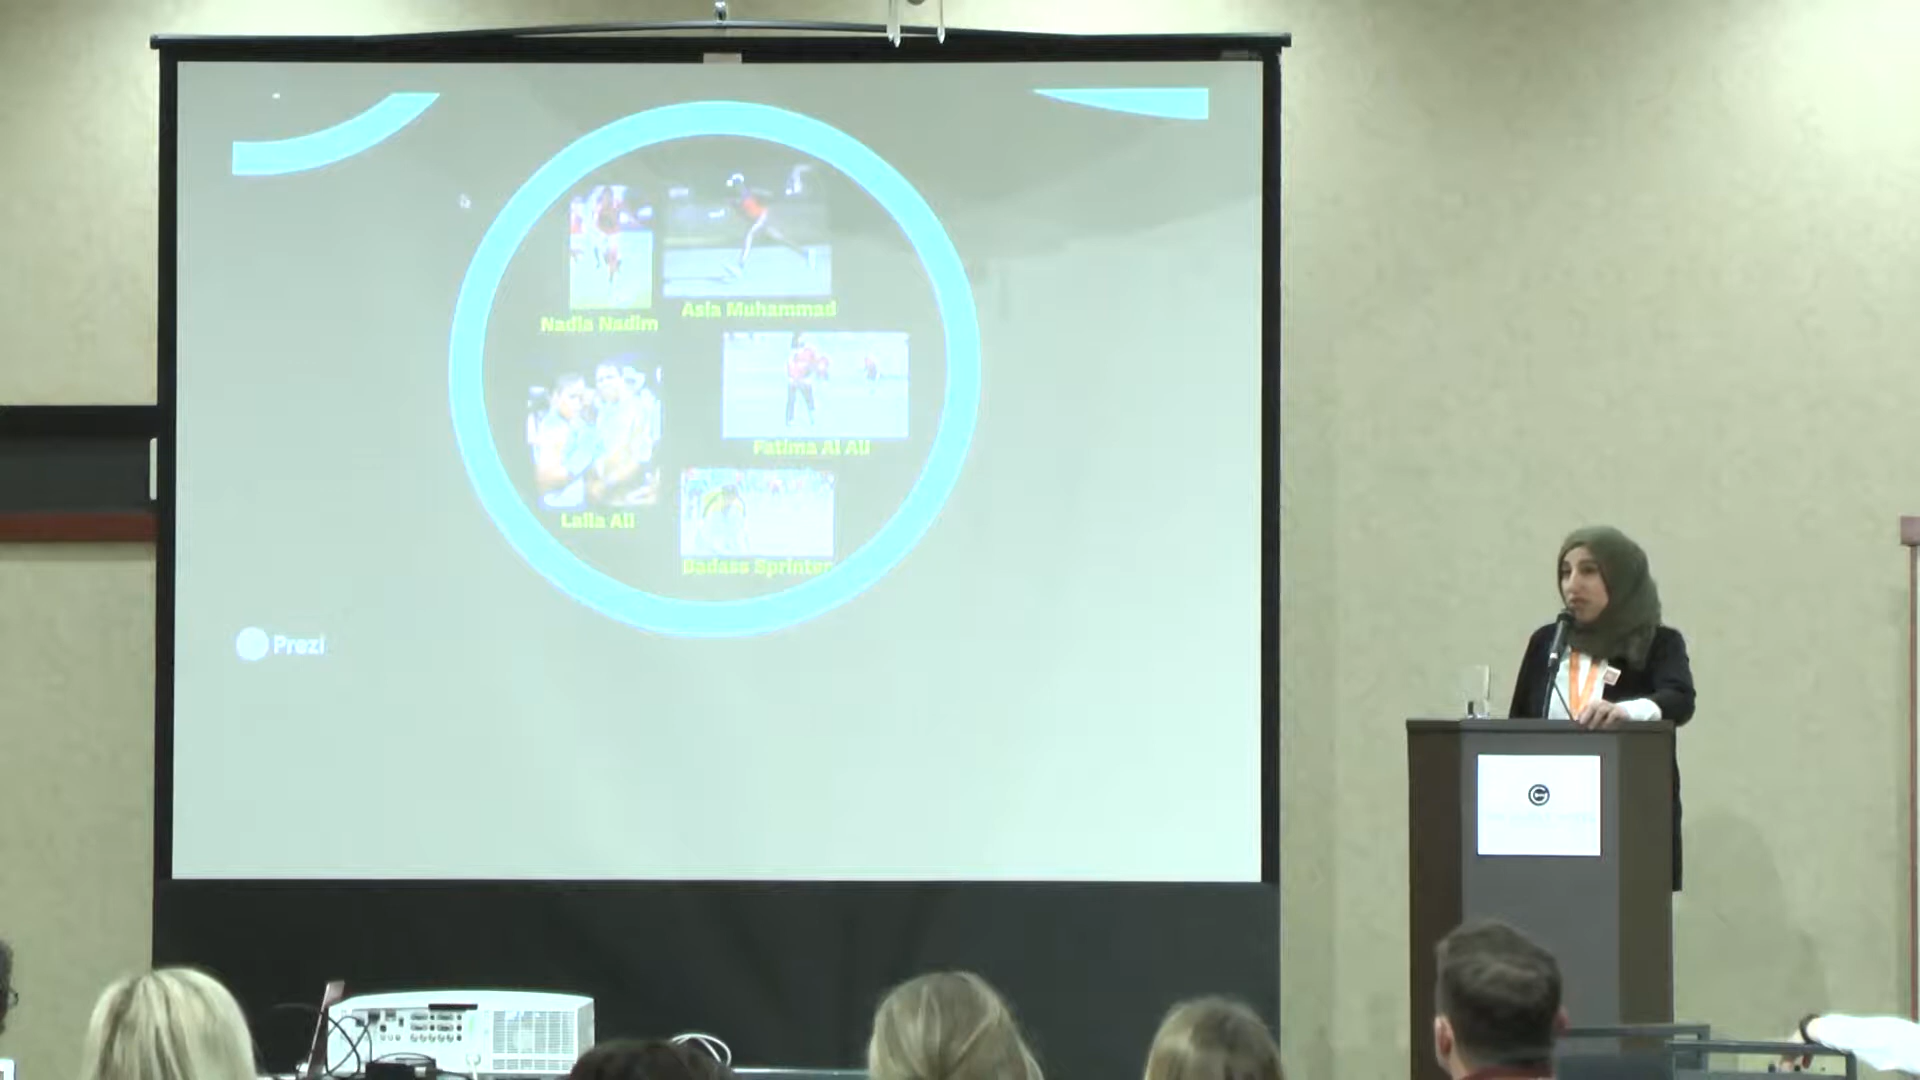 Nadia Nadim
Asia Muhammad
Fatima Al Ali
Laila Ali
Badass Sprinter
Prezi